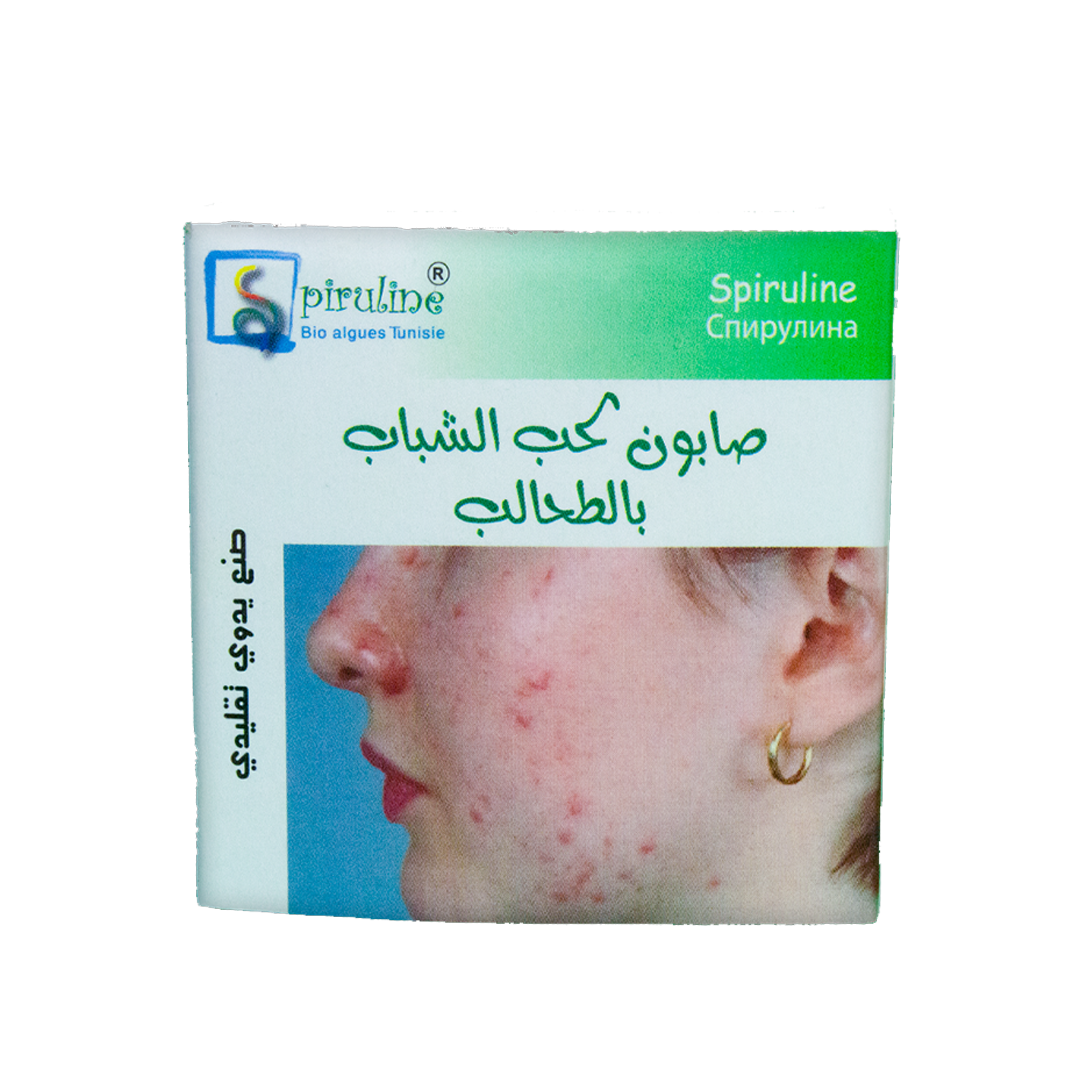 Spiruline®
Bio algues Tunisie
Spiruline
Спирулина
صابون لحب الشباب
بالطحالب
صنع يدوي تقليدي